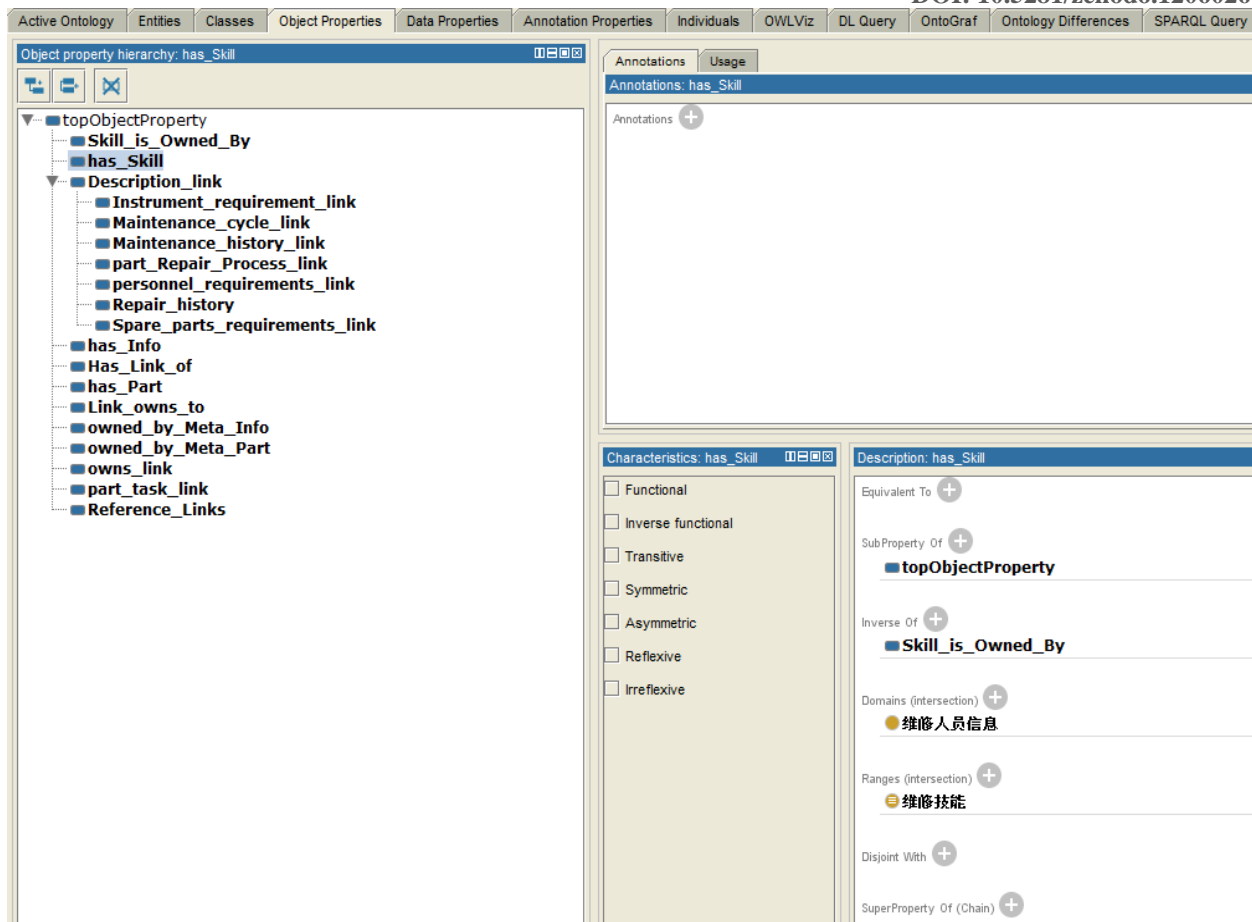 Active Ontology Entities Classes Object Properties Data Properties Annotation Properties Individuals OWLViz DL Query OntoGraf Ontology Differences SPARQL Query
Object property hierarchy: has_Skill
topObjectProperty
Skill_is_Owned_By
has_Skill
Description_link
Instrument_requirement_link
Maintenance_cycle_link
Maintenance_history_link
part_Repair_Process_link
personnel_requirements_link
Repair_history
Spare_parts_requirements_link
has_Info
Has_Link_of
has_Part
Link_owns_to
owned_by_Meta_Info
owned_by_Meta_Part
owns_link
part_task_link
Reference_Links
Annotations Usage
Annotations: has_Skill
Annotations
Characteristics: has_Skill
Functional
Inverse functional
Transitive
Symmetric
Asymmetric
Reflexive
Irreflexive
Description: has_Skill
Equivalent To
SubProperty Of
topObjectProperty
Inverse Of
Skill_is_Owned_By
Domains (intersection)
维修人员信息
Ranges (intersection)
维修技能
Disjoint With
SuperProperty Of (Chain)